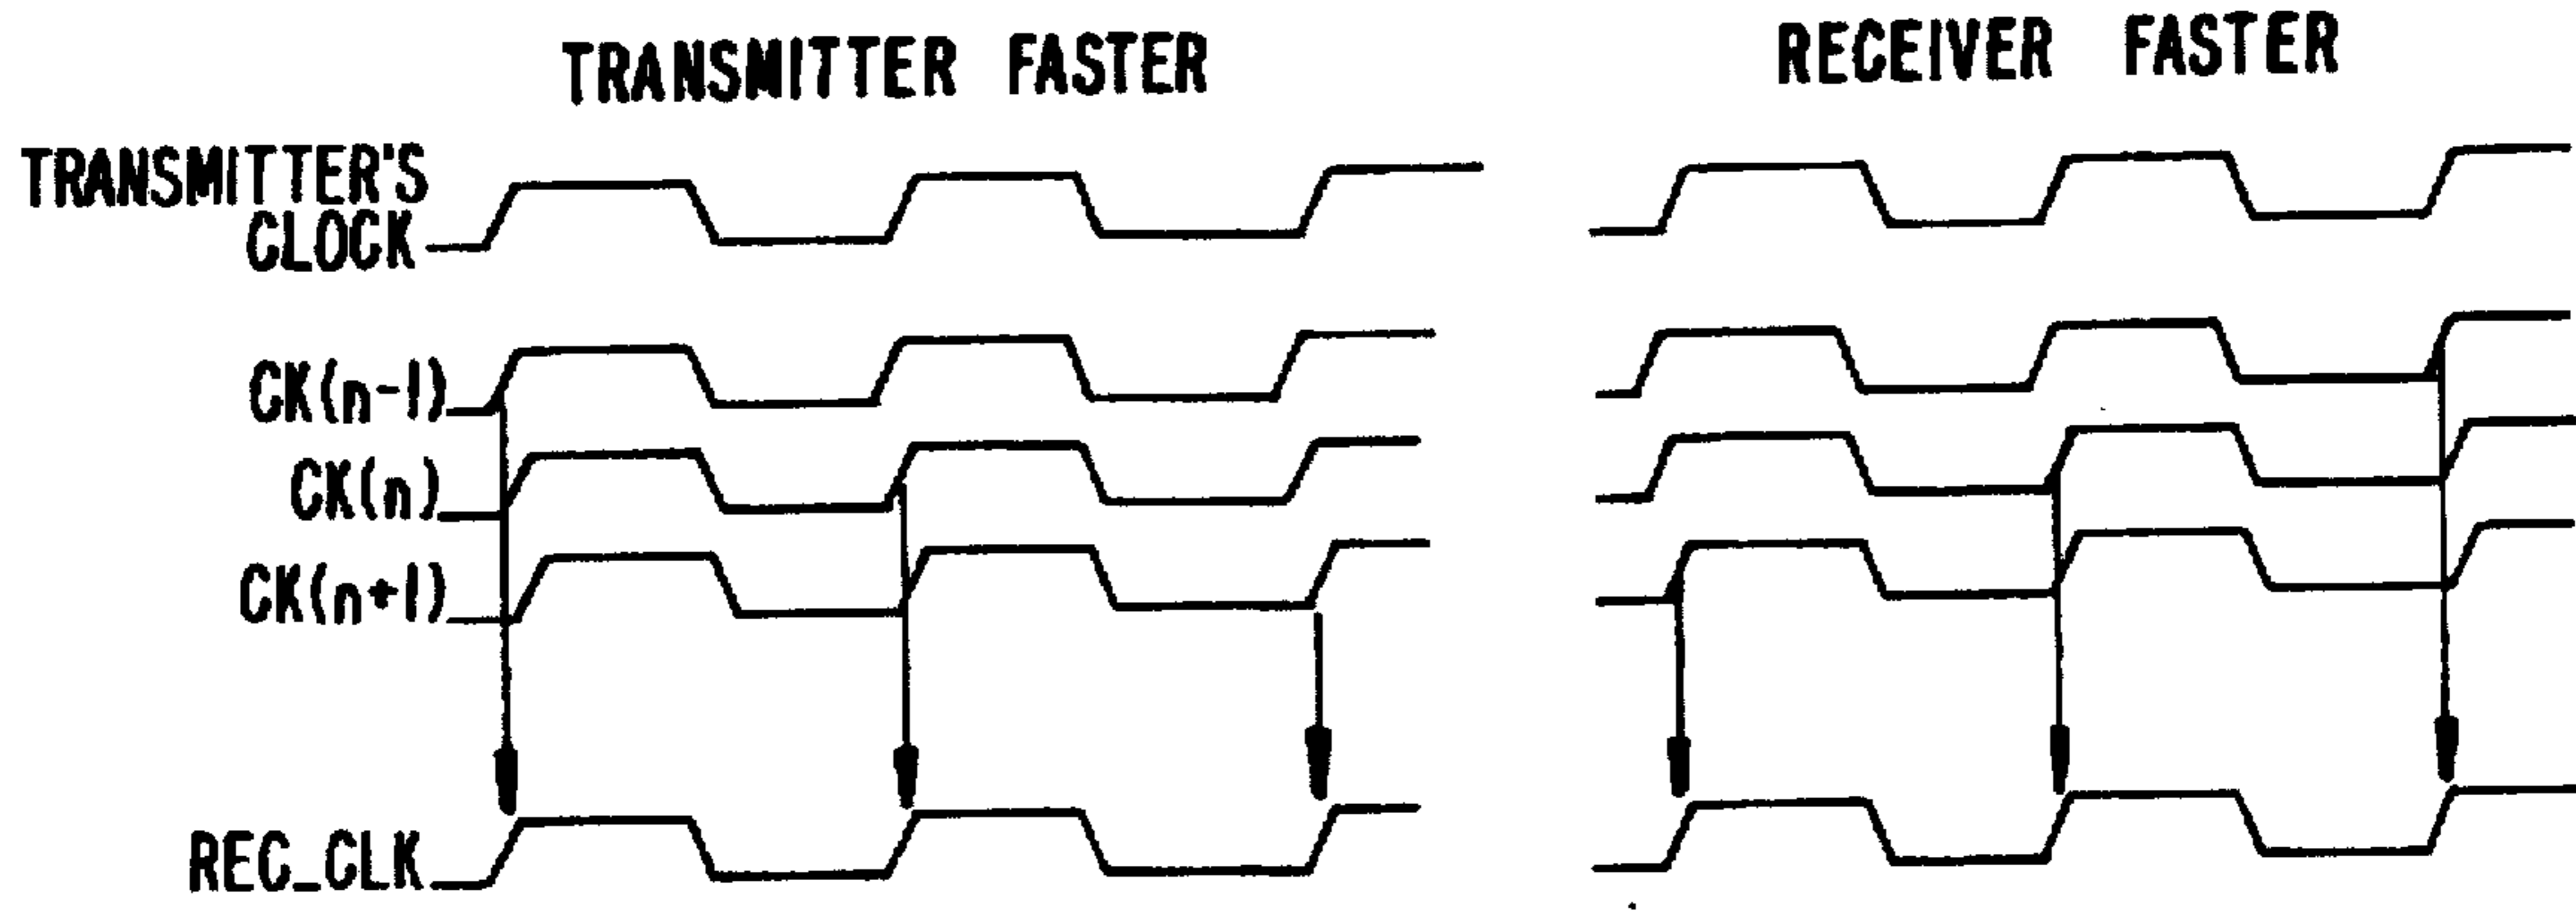 TRANSMITTER FASTER
RECEIVER FASTER
TRANSMITTER'S
CLOCK
CK(n-1)
CK(n)
CK(n+1)
REC_CLK